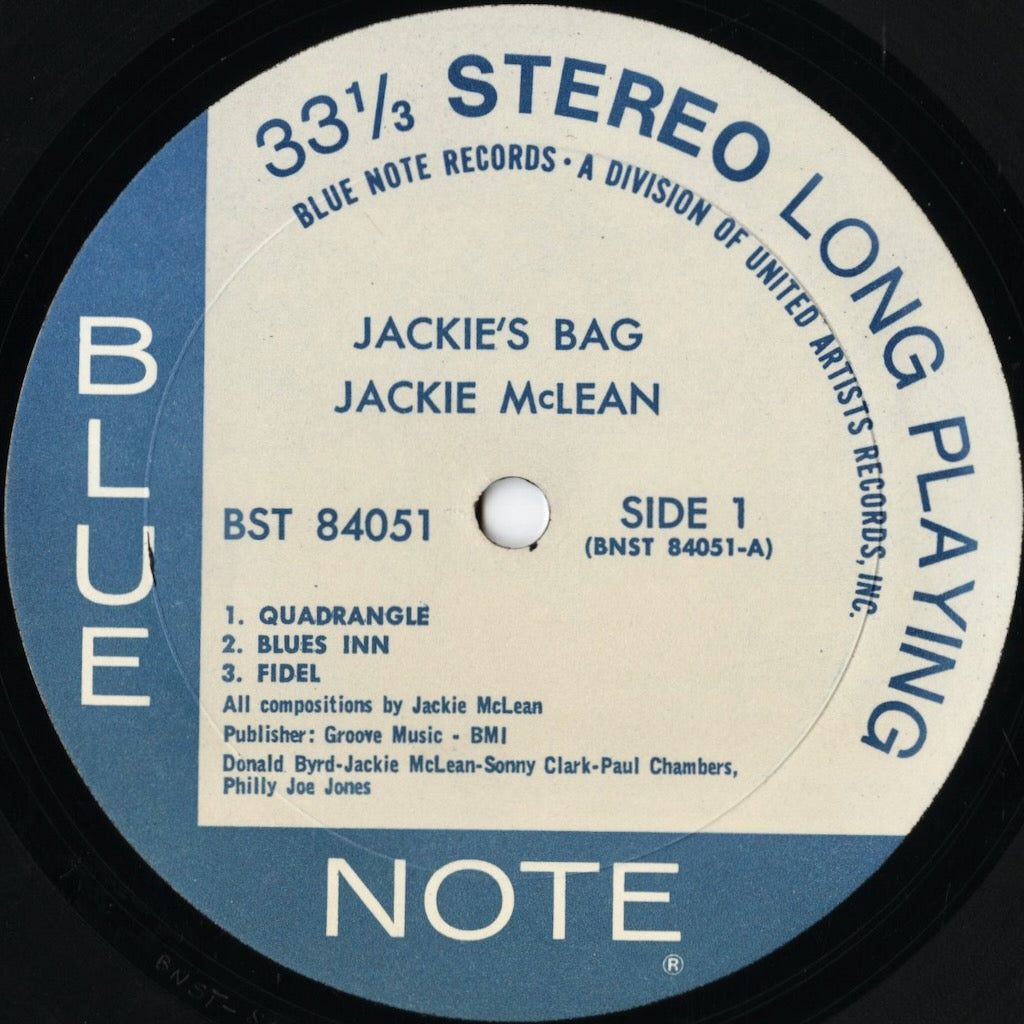 33⅓ STEREO LONG PLAYING
BLUE NOTE RECORDS · A DIVISION OF UNITED ARTISTS RECORDS, INC.
JACKIE'S BAG
JACKIE McLEAN
BST 84051
SIDE 1
(BNST 84051-A)
1. QUADRANGLE
2. BLUES INN
3. FIDEL
All compositions by Jackie McLean
Publisher: Groove Music - BMI
Donald Byrd-Jackie McLean-Sonny Clark-Paul Chambers,
Philly Joe Jones
BLUE
NOTE
®
BNST-